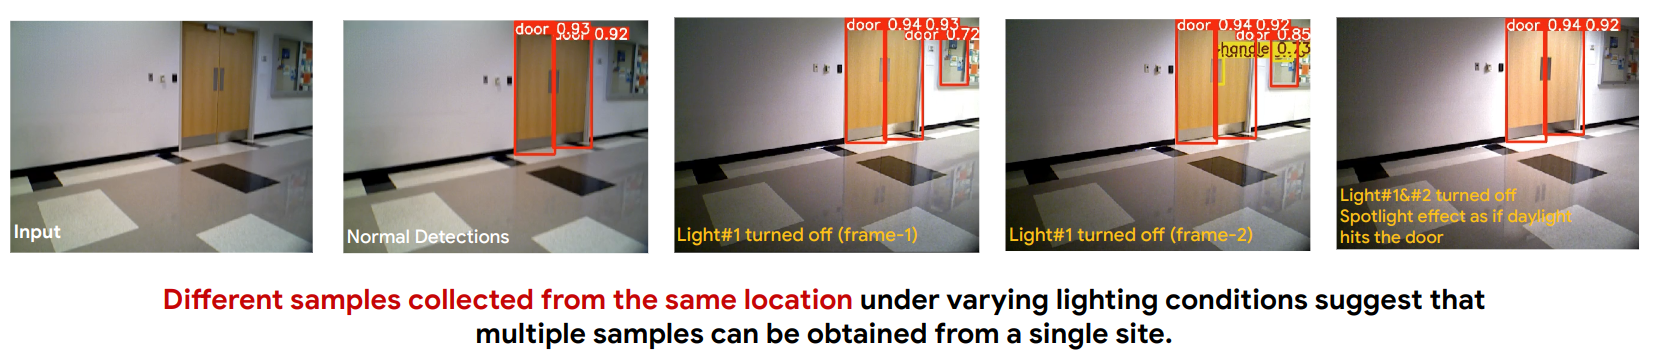 door 0.93
door 0.92
door 0.94 0.93
door 0.72
door 0.94 0.92
door 0.85
handle 0.73
door 0.94 0.92
Input
Normal Detections
Light#1 turned off (frame-1)
Light#1 turned off (frame-2)
Light#1&#2 turned off
Spotlight effect as if daylight
hits the door
Different samples collected from the same location under varying lighting conditions suggest that
multiple samples can be obtained from a single site.